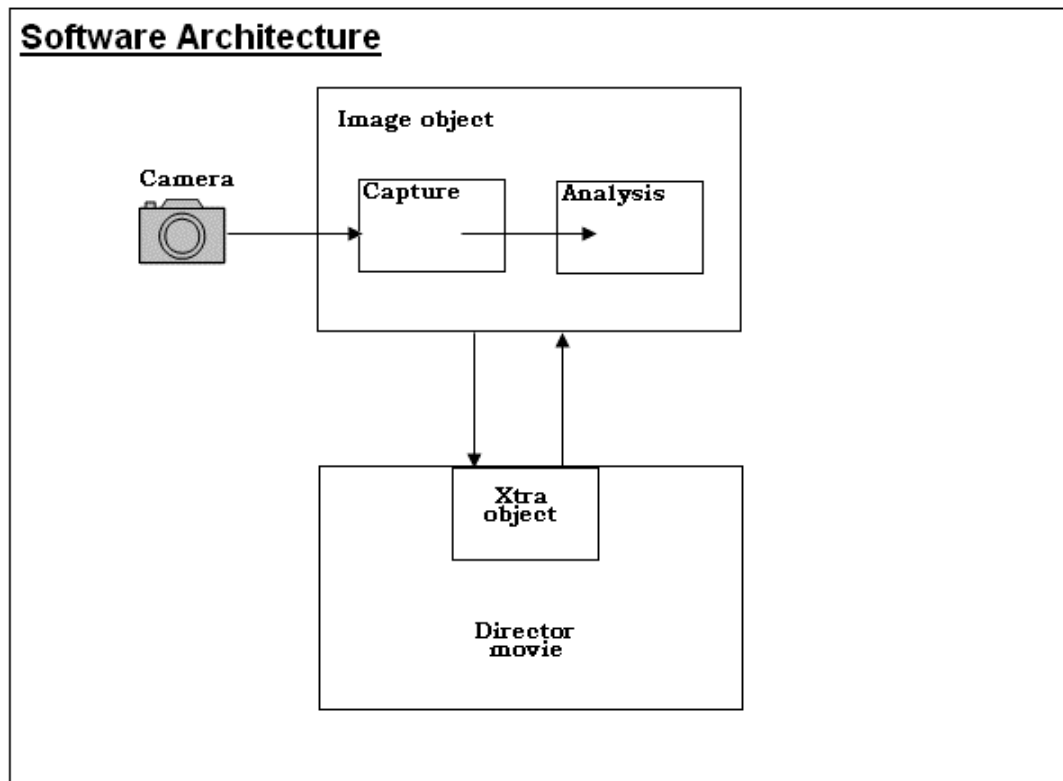 Software Architecture
Image object
Camera
Capture
Analysis
Xtra
object
Director
movie